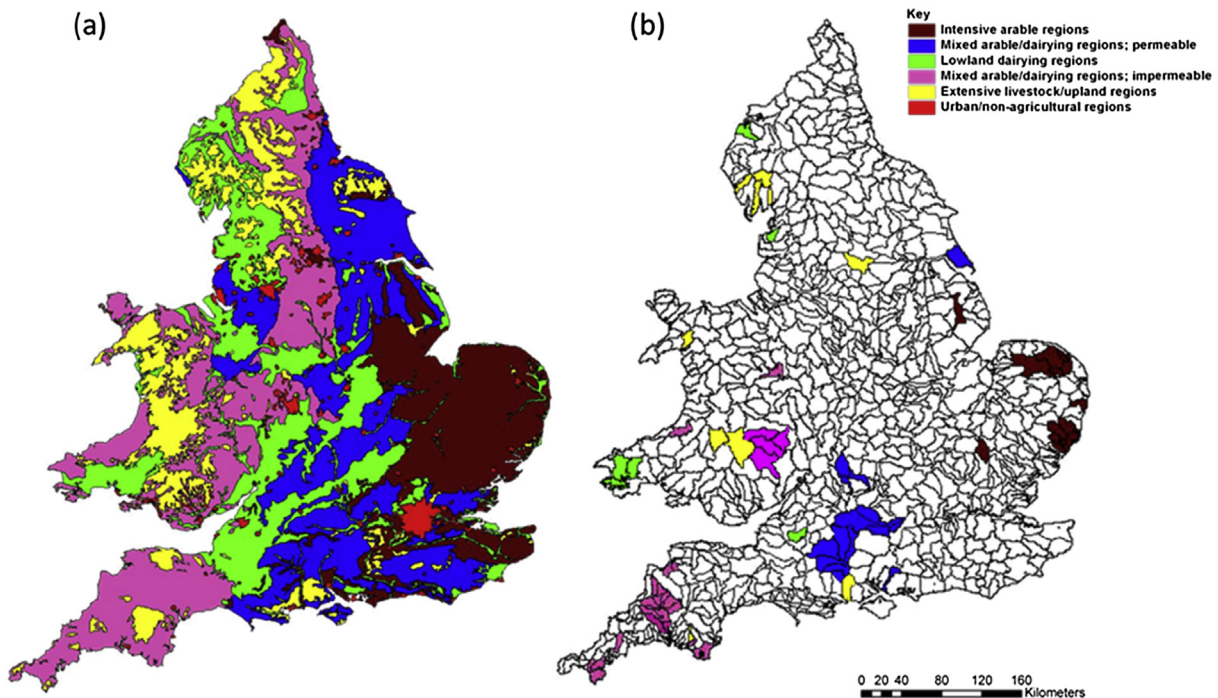 (a)
(b)
Key
Intensive arable regions
Mixed arable/dairying regions; permeable
Lowland dairying regions
Mixed arable/dairying regions; impermeable
Extensive livestock/upland regions
Urban/non-agricultural regions
0 20 40 80 120 160
Kilometers